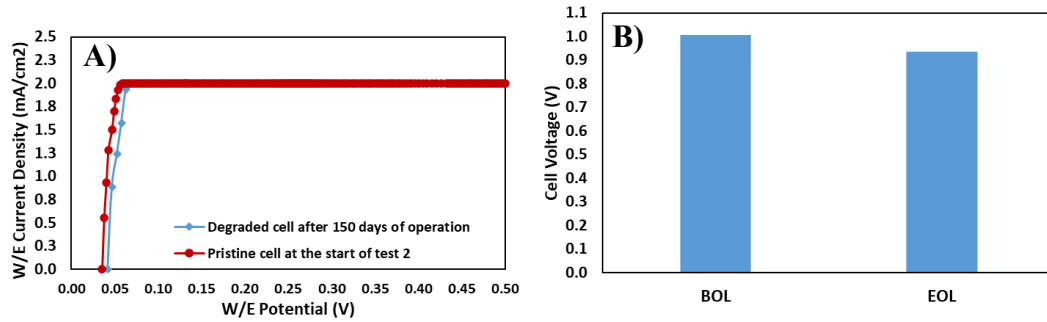 A)
W/E Current Density (mA/cm2)
2.5
2.3
2.0
1.8
1.5
1.3
1.0
0.8
0.5
0.3
0.0
Degraded cell after 150 days of operation
Pristine cell at the start of test 2
0.00 0.05 0.10 0.15 0.20 0.25 0.30 0.35 0.40 0.45 0.50
W/E Potential (V)
B)
Cell Voltage (V)
1.1
1.0
0.9
0.8
0.7
0.6
0.5
0.4
0.3
0.2
0.1
0.0
BOL EOL